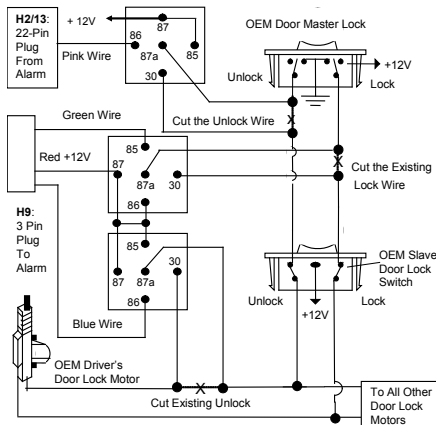 H2/13:
22-Pin
Plug
From
Alarm
+ 12V
87
86
87a
85
Pink Wire
30
OEM Door Master Lock
+12V
Unlock
Lock
Cut the Unlock Wire
Green Wire
85
Red +12V
87
87a
30
86
Cut the Existing
Lock Wire
H9:
3 Pin
Plug
To
Alarm
85
30
87
87a
86
Blue Wire
OEM Slave
Door Lock
Switch
Unlock
Lock
+12V
OEM Driver's
Door Lock Motor
Cut Existing Unlock
To All Other
Door Lock
Motors